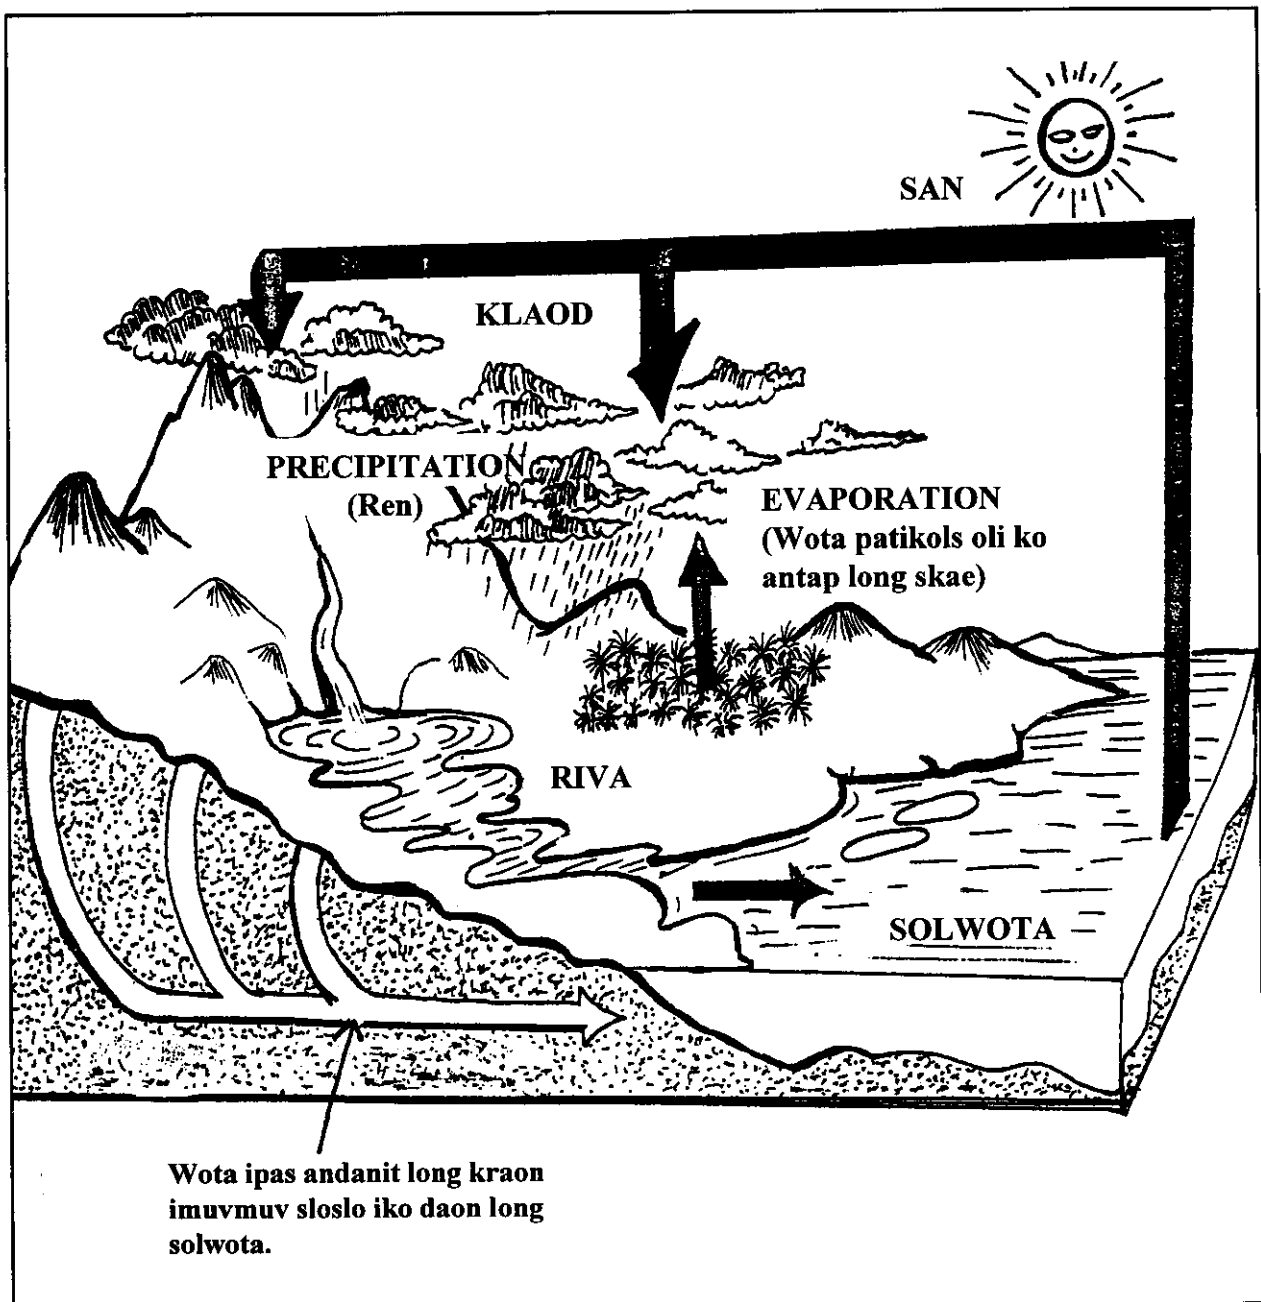 SAN
KLAOD
PRECIPITATION
(Ren)
EVAPORATION
(Wota patikols oli ko
antap long skae)
RIVA
SOLWOTA
Wota ipas andanit long kraon
imuvmuv sloslo iko daon long
solwota.